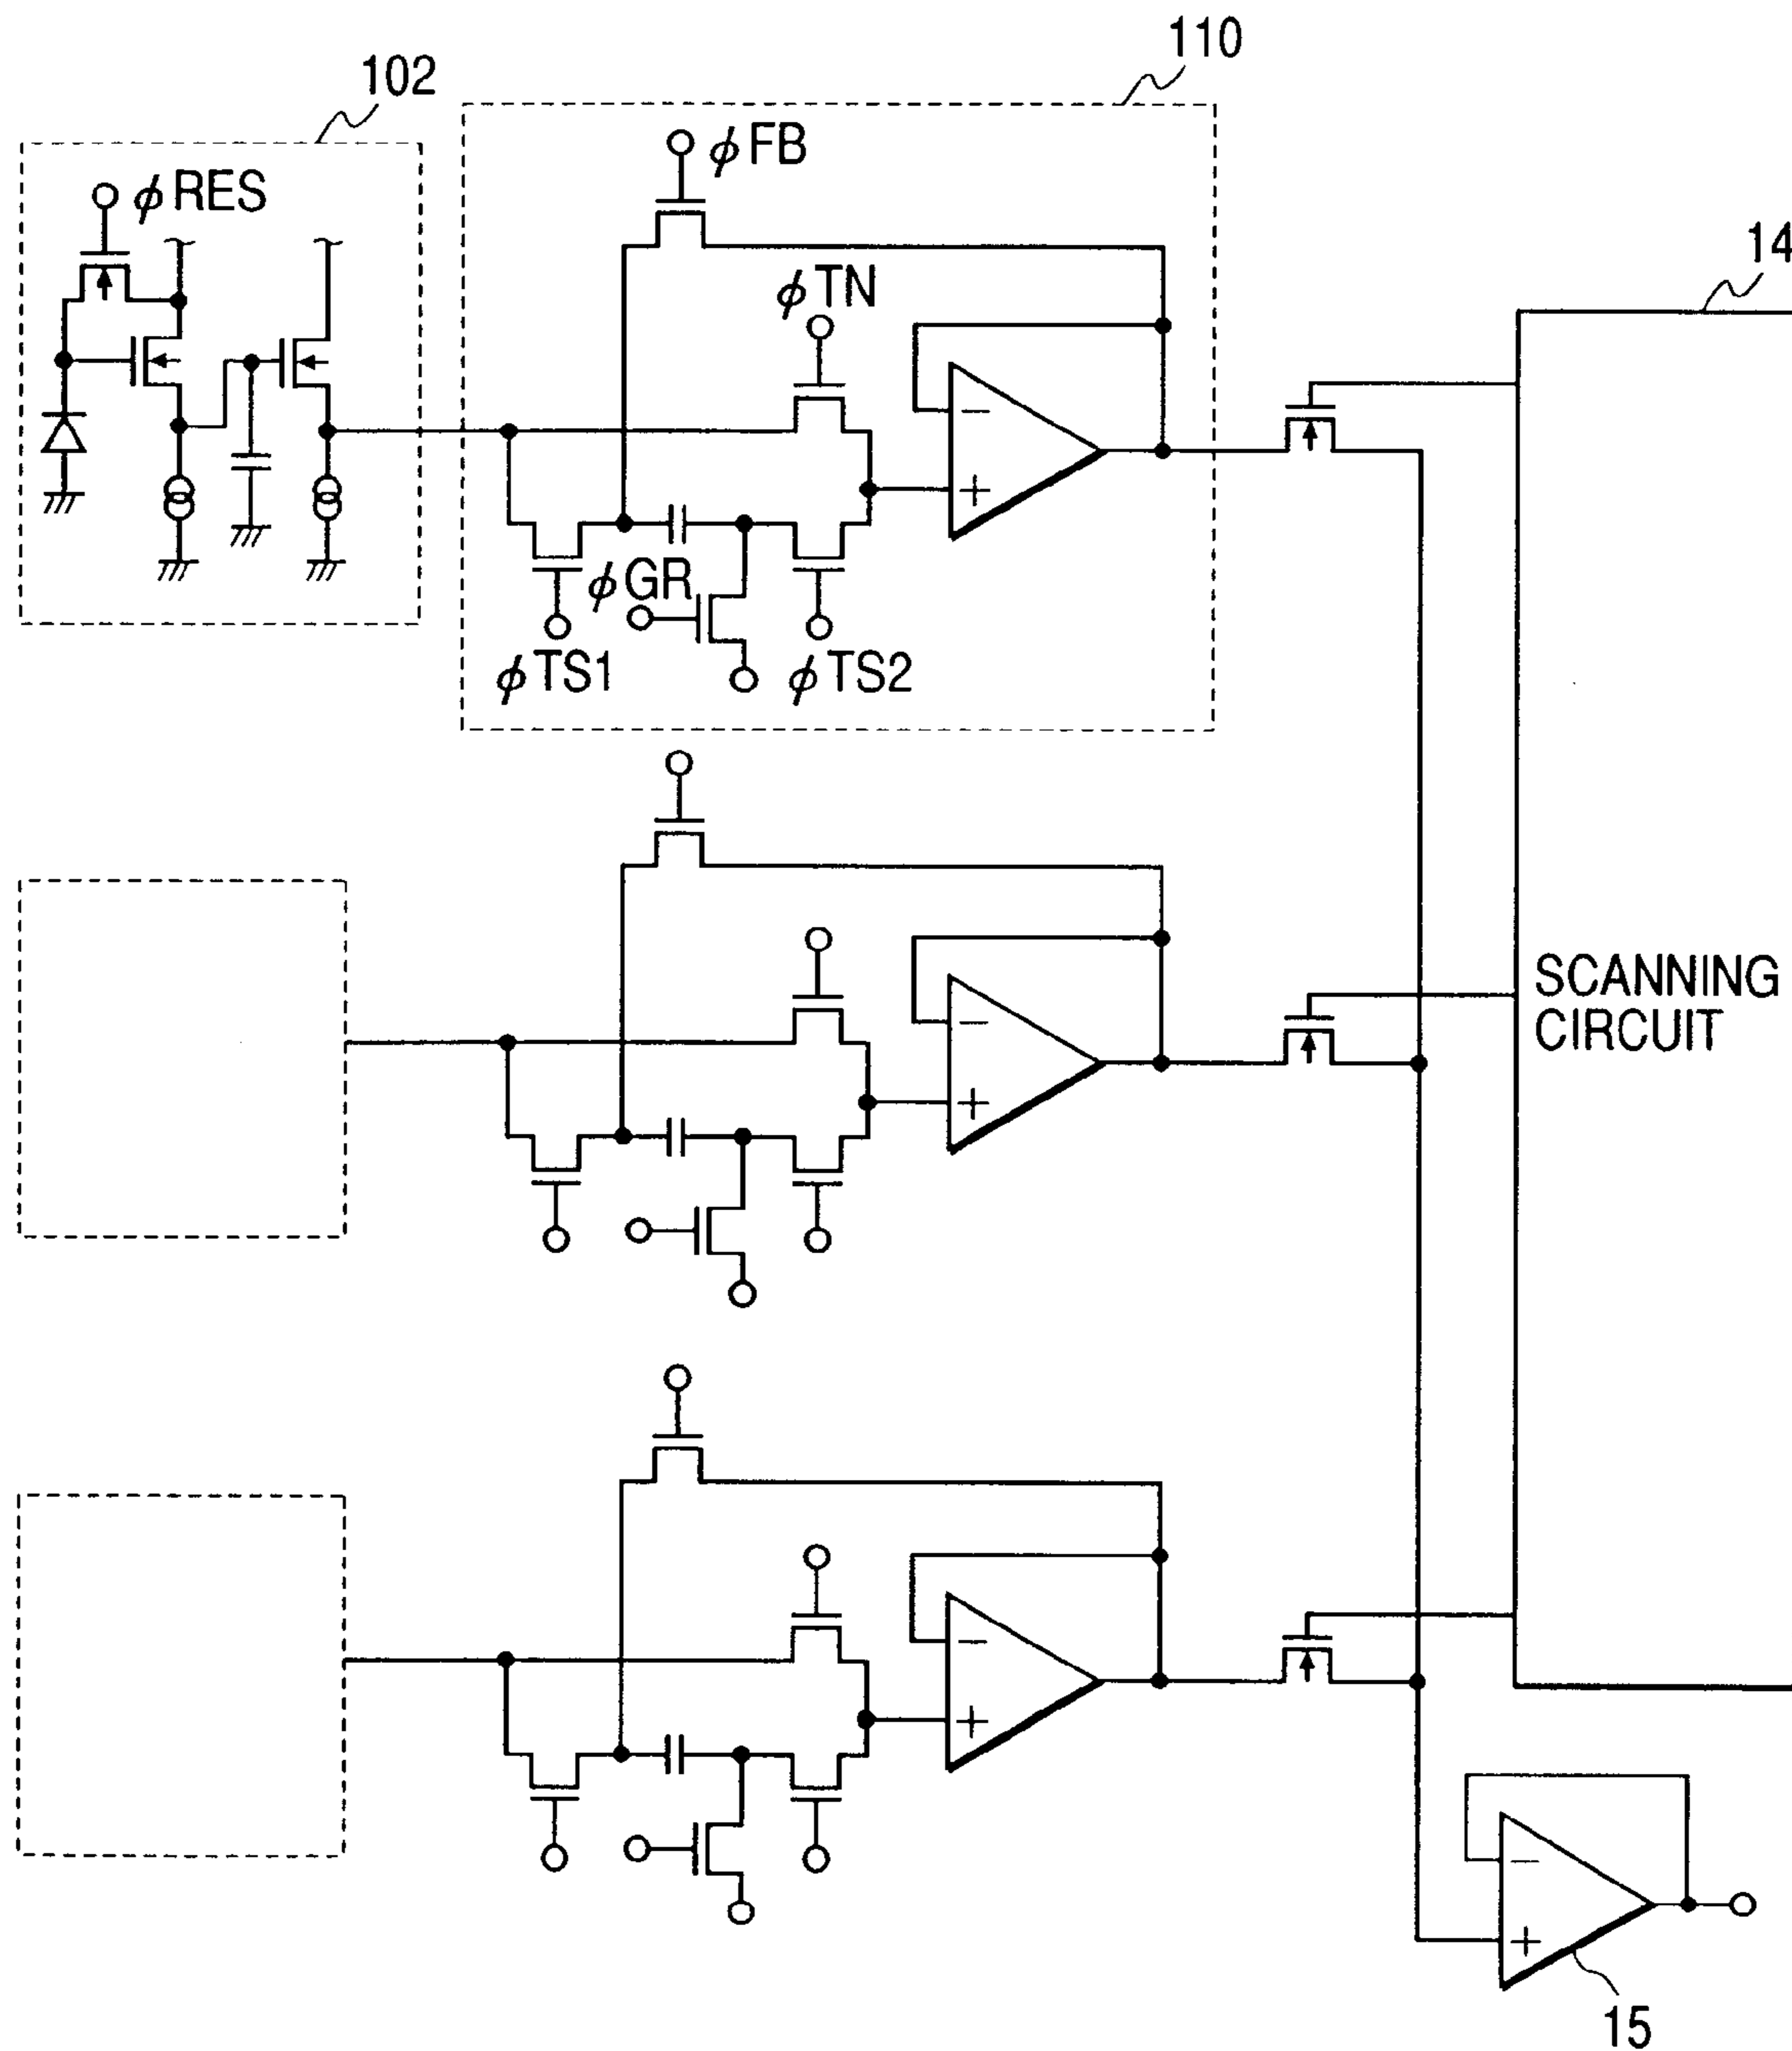 110
102
ϕFB
ϕRES
14
ϕTN
−
+
ϕGR
ϕTS1
ϕTS2
−
+
SCANNING
CIRCUIT
−
+
−
+
15